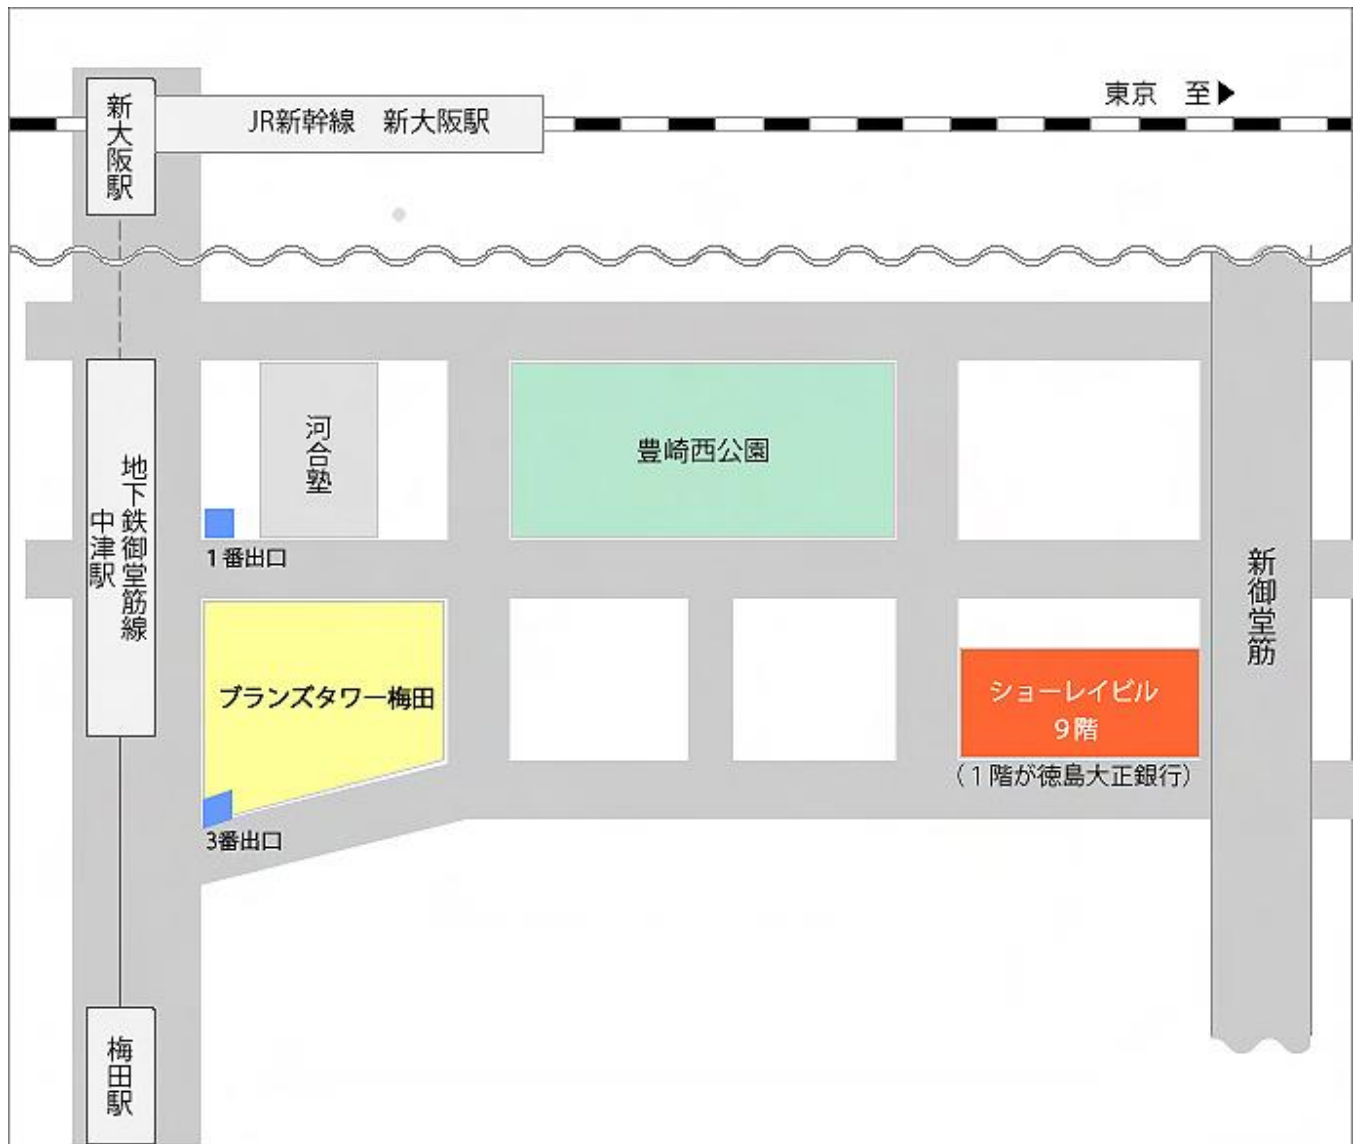 新大阪駅
JR新幹線　新大阪駅
東京　至▶
地下鉄御堂筋線
中津駅
河合塾
豊崎西公園
1番出口
新御堂筋
ブランズタワー梅田
ショーレイビル
9階
（1階が徳島大正銀行）
3番出口
梅田駅